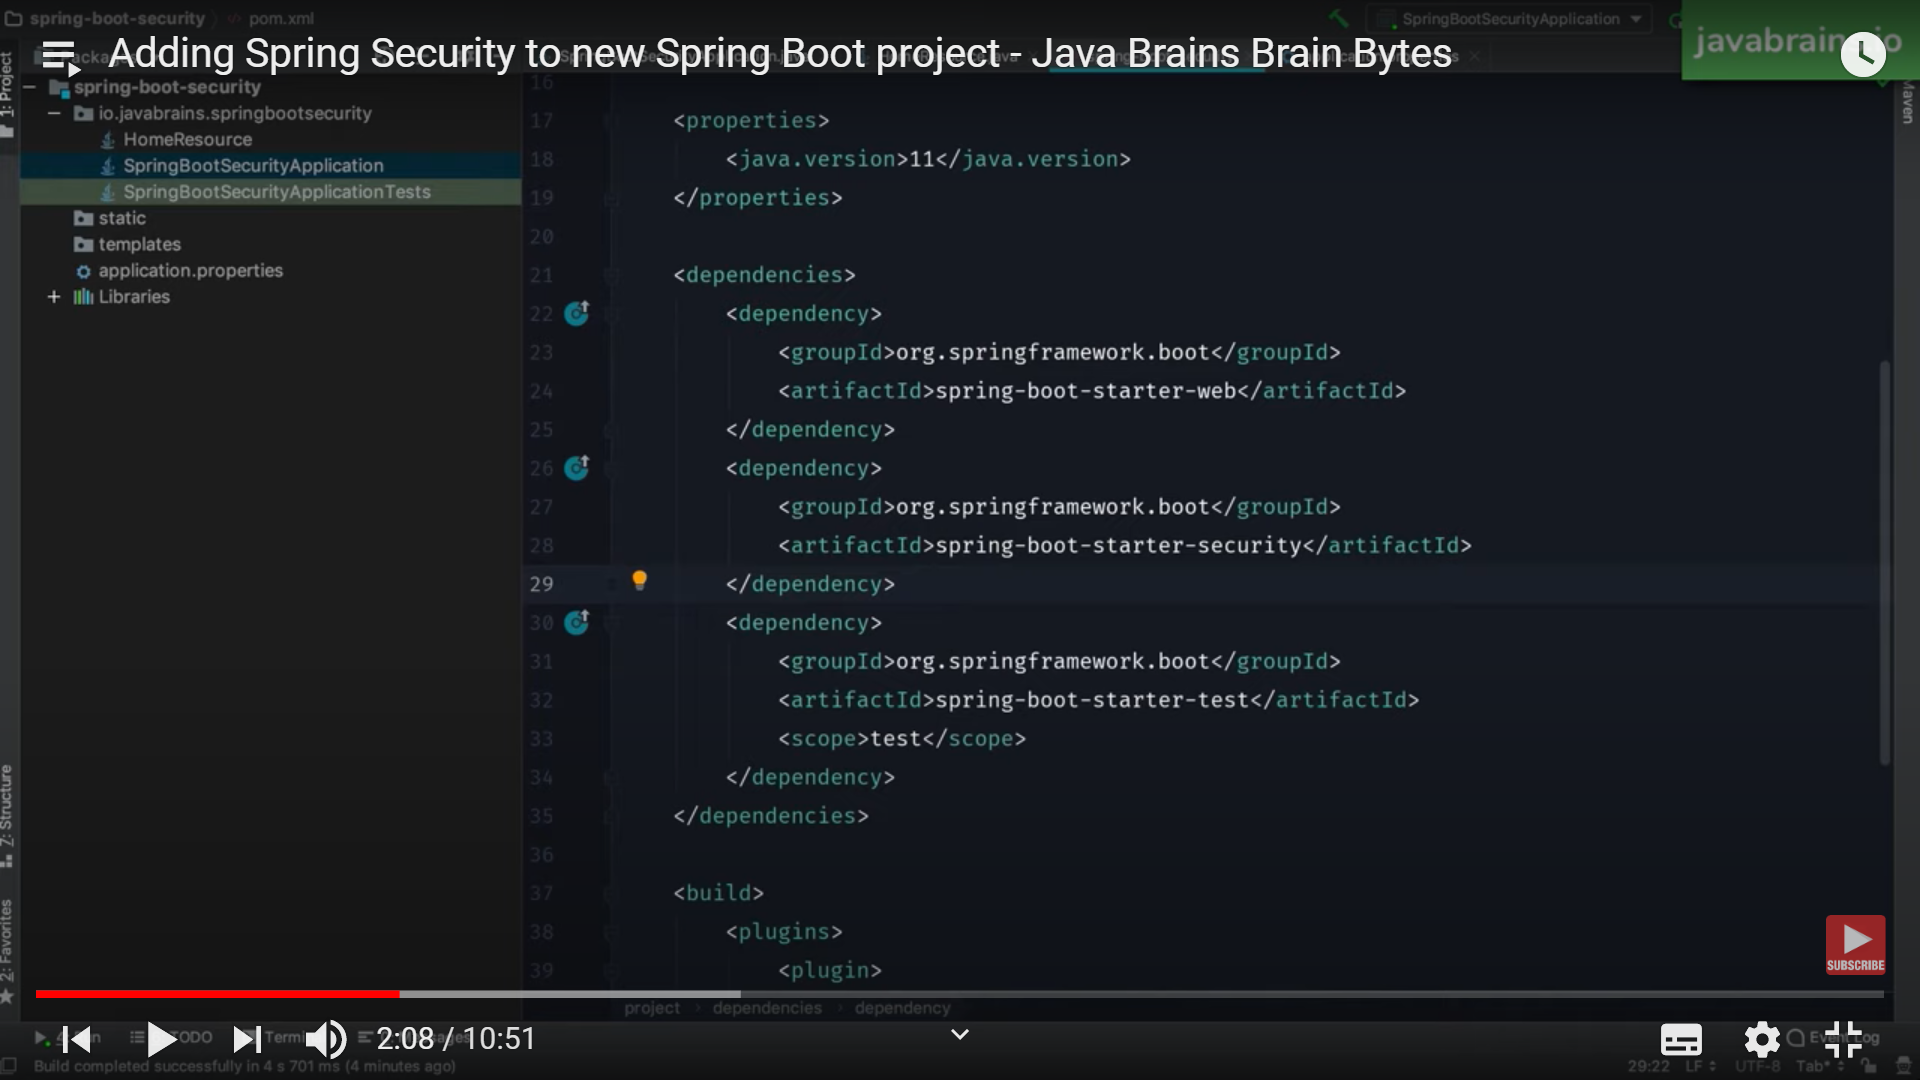 spring-boot-security pom.xml
SpringBootSecurityApplication
javabrains.io
Adding Spring Security to new Spring Boot project - Java Brains Brain Bytes
1: Project
Maven
spring-boot-security
io.javabrains.springbootsecurity
HomeResource
SpringBootSecurityApplication
SpringBootSecurityApplicationTests
static
templates
application.properties
Libraries
16
17 <properties>
18 <java.version>11</java.version>
19 </properties>
20
21 <dependencies>
22 <dependency>
23 <groupId>org.springframework.boot</groupId>
24 <artifactId>spring-boot-starter-web</artifactId>
25 </dependency>
26 <dependency>
27 <groupId>org.springframework.boot</groupId>
28 <artifactId>spring-boot-starter-security</artifactId>
29 </dependency>
30 <dependency>
31 <groupId>org.springframework.boot</groupId>
32 <artifactId>spring-boot-starter-test</artifactId>
33 <scope>test</scope>
34 </dependency>
35 </dependencies>
36
37 <build>
38 <plugins>
39 <plugin>
7: Structure
2: Favorites
SUBSCRIBE
project › dependencies › dependency
TODO
2:08 / 10:51
Event Log
Build completed successfully in 4 s 701 ms (4 minutes ago)
29:22 LF UTF-8 Tab*